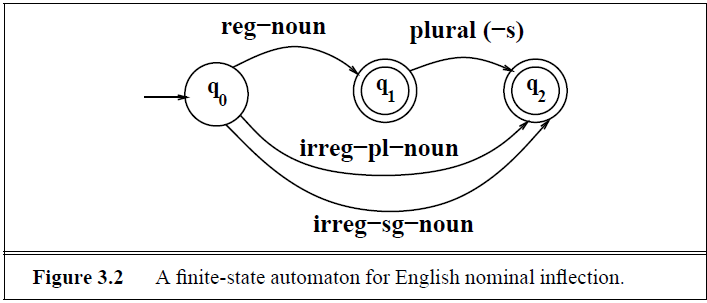 reg−noun
plural (−s)
q0
q1
q2
irreg−pl−noun
irreg−sg−noun
Figure 3.2 A finite-state automaton for English nominal inflection.